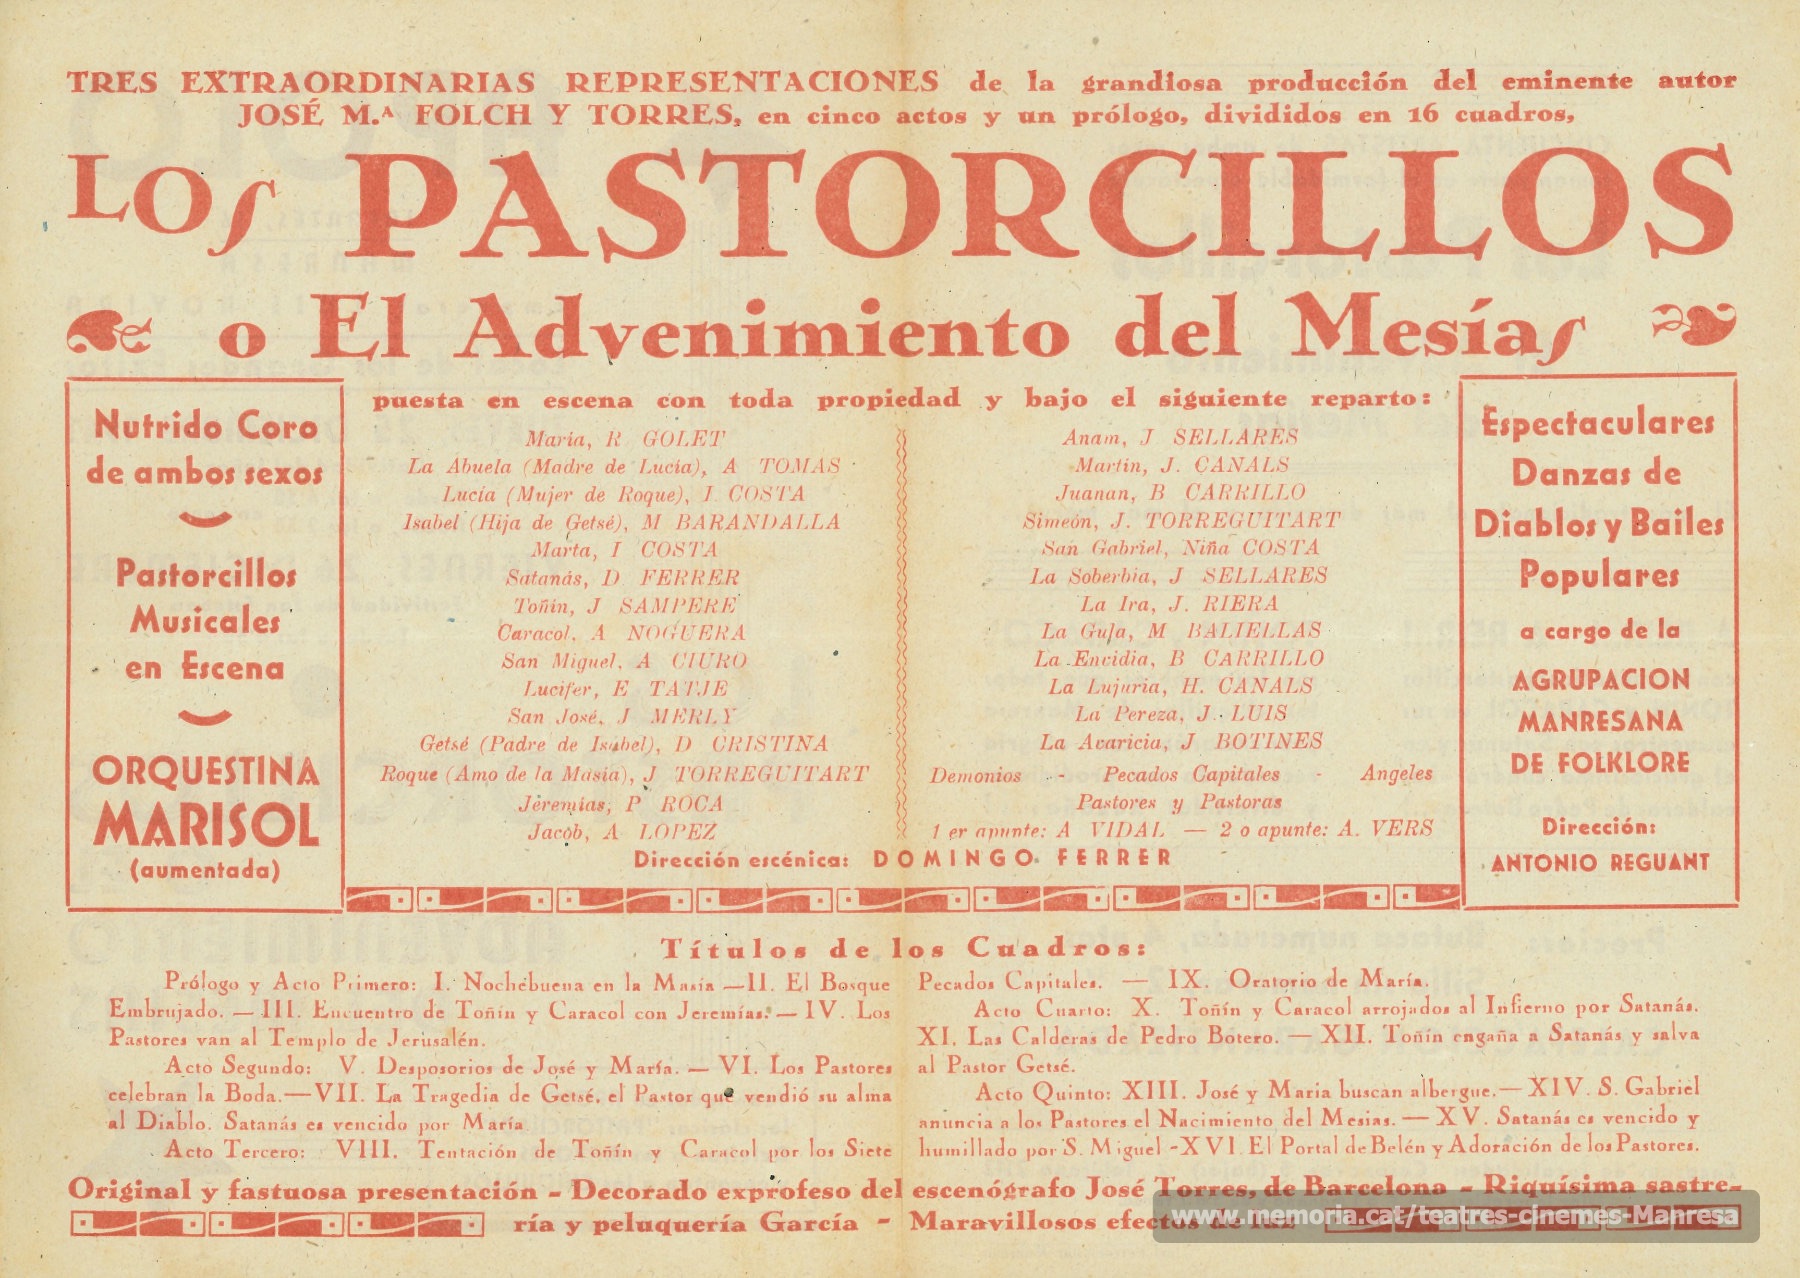 TRES EXTRAORDINARIAS REPRESENTACIONES de la grandiosa producción del eminente autor
JOSÉ M.ᴬ FOLCH Y TORRES, en cinco actos y un prólogo, divididos en 16 cuadros,
LOS PASTORCILLOS
o El Advenimiento del Mesías
Nutrido Coro
de ambos sexos
Pastorcillos
Musicales
en Escena
ORQUESTINA
MARISOL
(aumentada)
puesta en escena con toda propiedad y bajo el siguiente reparto:
María, R. GOLET
La Abuela (Madre de Lucía), A TOMAS
Lucía (Mujer de Roque), I. COSTA
Isabel (Hija de Getsé), M BARANDALLA
Marta, I COSTA
Satanás, D. FERRER
Toñín, J SAMPERE
Caracol, A NOGUERA
San Miguel, A CIURO
Lucifer, E. TATJE
San José, J MERLY
Getsé (Padre de Isabel), D CRISTINA
Roque (Amo de la Masía), J TORREGUITART
Jeremías, P ROCA
Jacob, A LOPEZ
Anam, J SELLARES
Martin, J. CANALS
Juanan, B CARRILLO
Simeón, J. TORREGUITART
San Gabriel, Niña COSTA
La Soberbia, J SELLARES
La Ira, J. RIERA
La Gula, M BALIELLAS
La Envidia, B CARRILLO
La Lujuria, H. CANALS
La Pereza, J. LUIS
La Avaricia, J BOTINES
Demonios - Pecados Capitales - Angeles
Pastores y Pastoras
1 er apunte: A VIDAL — 2 o apunte: A. VERS
Dirección escénica: DOMINGO FERRER
Espectaculares
Danzas de
Diablos y Bailes
Populares
a cargo de la
AGRUPACION
MANRESANA
DE FOLKLORE
Dirección:
ANTONIO REGUANT
Títulos de los Cuadros:
Prólogo y Acto Primero: I. Nochebuena en la Masía —II. El Bosque
Embrujado. — III. Encuentro de Toñín y Caracol con Jeremías. — IV. Los
Pastores van al Templo de Jerusalén.
Acto Segundo: V. Desposorios de José y María. — VI. Los Pastores
celebran la Boda.—VII. La Tragedia de Getsé, el Pastor que vendió su alma
al Diablo. Satanás es vencido por María.
Acto Tercero: VIII. Tentación de Toñín y Caracol por los Siete
Pecados Capitales. — IX. Oratorio de María.
Acto Cuarto: X. Toñín y Caracol arrojados al Infierno por Satanás.
XI. Las Calderas de Pedro Botero. — XII. Toñín engaña a Satanás y salva
al Pastor Getsé.
Acto Quinto: XIII. José y Maria buscan albergue.— XIV. S. Gabriel
anuncia a los Pastores el Nacimiento del Mesias. — XV. Satanás es vencido y
humillado por S. Miguel -XVI. El Portal de Belén y Adoración de los Pastores.
Original y fastuosa presentación - Decorado exprofeso del escenógrafo José Torres, de Barcelona - Riquísima sastre-
ría y peluquería García - Maravillosos efectos
www.memoria.cat/teatres-cinemes-Manresa